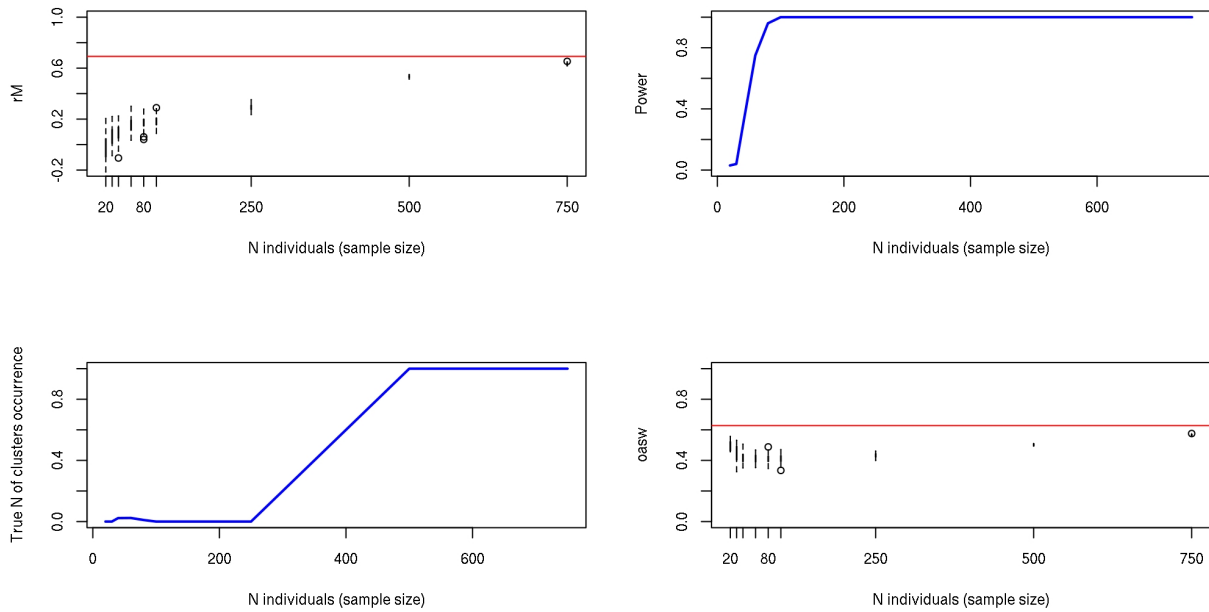 rM
1.0
0.6
0.2
-0.2
20 80 250 500 750
N individuals (sample size)
Power
0.8
0.4
0.0
0 200 400 600
N individuals (sample size)
True N of clusters occurrence
0.8
0.4
0.0
0 200 400 600
N individuals (sample size)
oasw
0.8
0.4
0.0
20 80 250 500 750
N individuals (sample size)